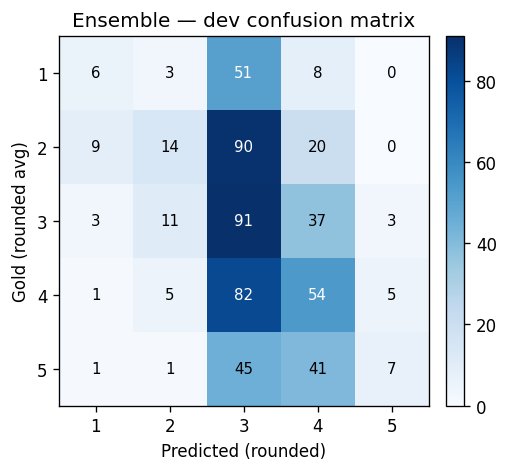 Ensemble — dev confusion matrix
Gold (rounded avg)
1 6 3 51 8 0
2 9 14 90 20 0
3 3 11 91 37 3
4 1 5 82 54 5
5 1 1 45 41 7
1 2 3 4 5
Predicted (rounded)
80
60
40
20
0